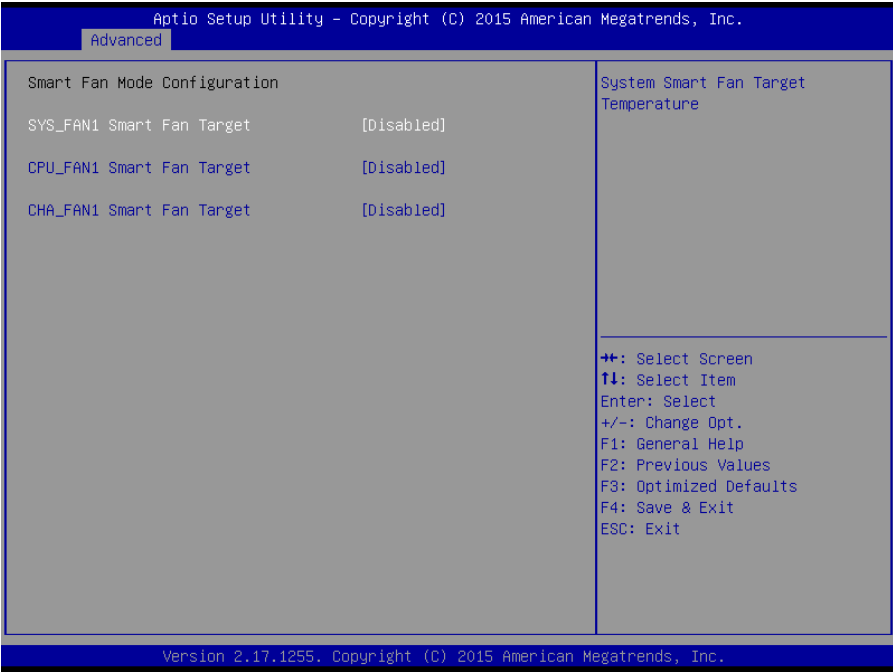 Aptio Setup Utility – Copyright (C) 2015 American Megatrends, Inc.
Advanced
Smart Fan Mode Configuration
SYS_FAN1 Smart Fan Target [Disabled]
CPU_FAN1 Smart Fan Target [Disabled]
CHA_FAN1 Smart Fan Target [Disabled]
System Smart Fan Target
Temperature
→←: Select Screen
↑↓: Select Item
Enter: Select
+/-: Change Opt.
F1: General Help
F2: Previous Values
F3: Optimized Defaults
F4: Save & Exit
ESC: Exit
Version 2.17.1255. Copyright (C) 2015 American Megatrends, Inc.